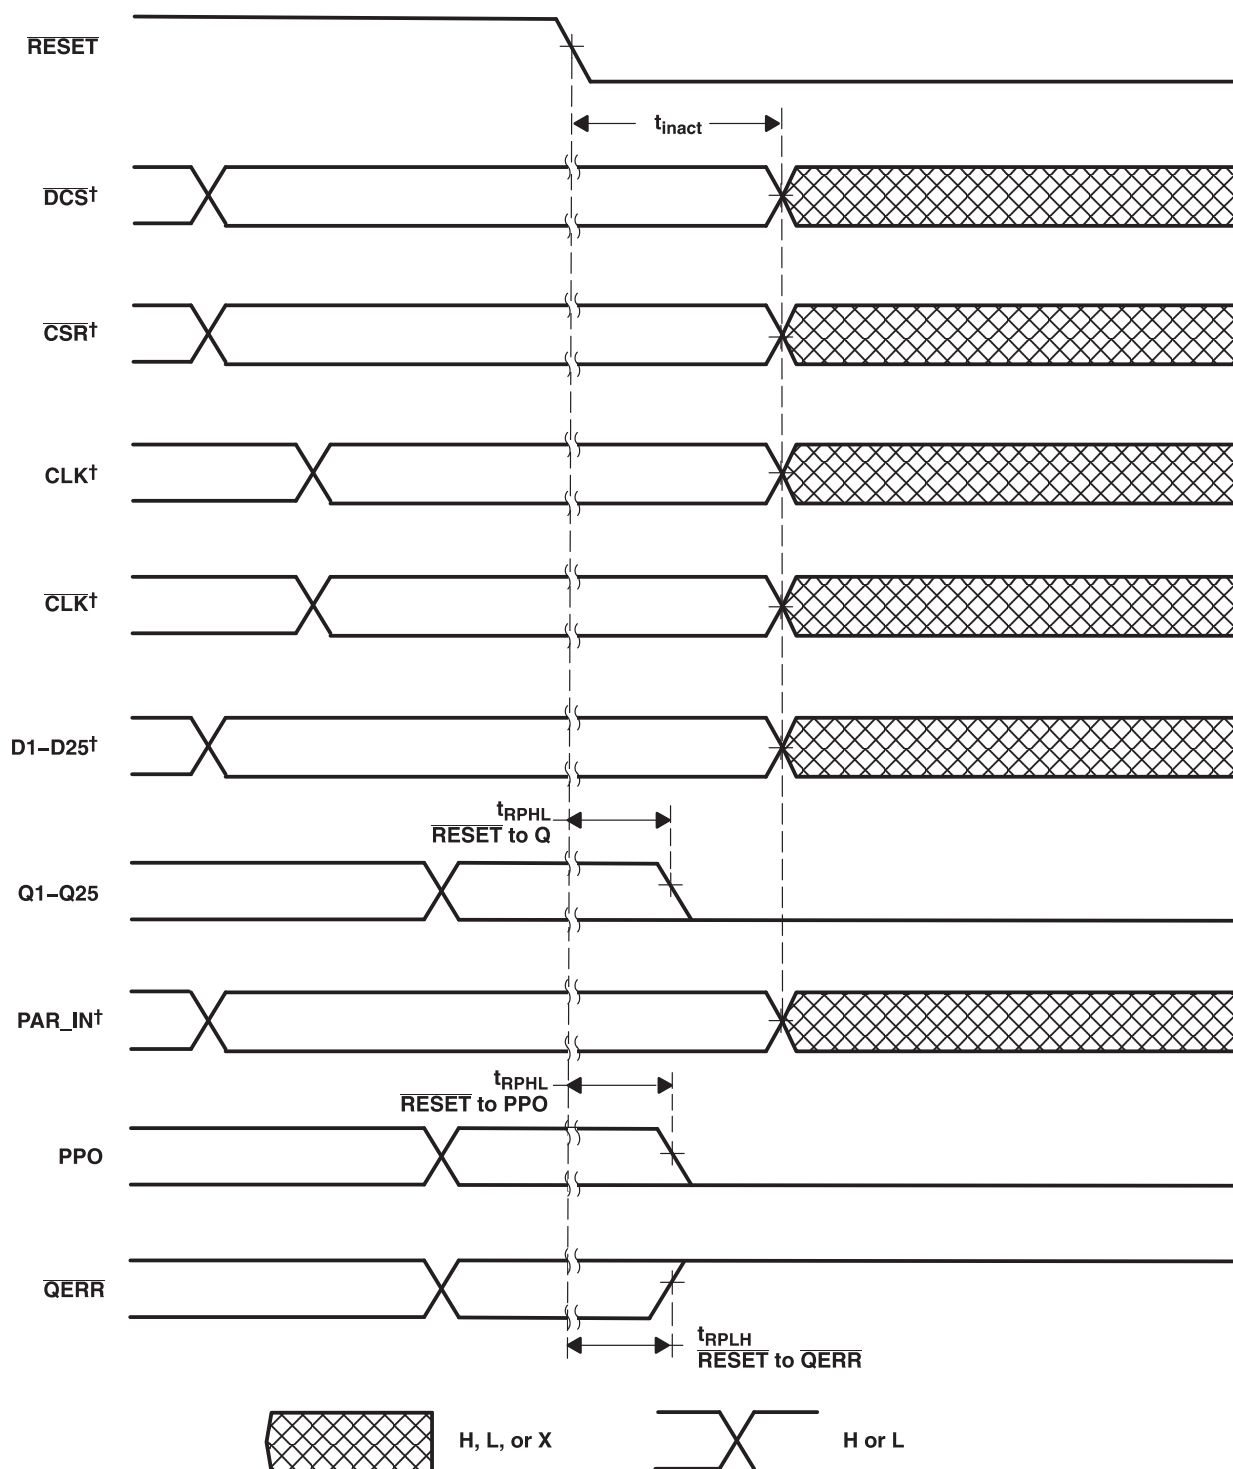 RESET
tinact
DCS†
CSR†
CLK†
CLK†
D1–D25†
tRPHL
RESET to Q
Q1–Q25
PAR_IN†
tRPHL
RESET to PPO
PPO
QERR
tRPLH
RESET to QERR
H, L, or X
H or L